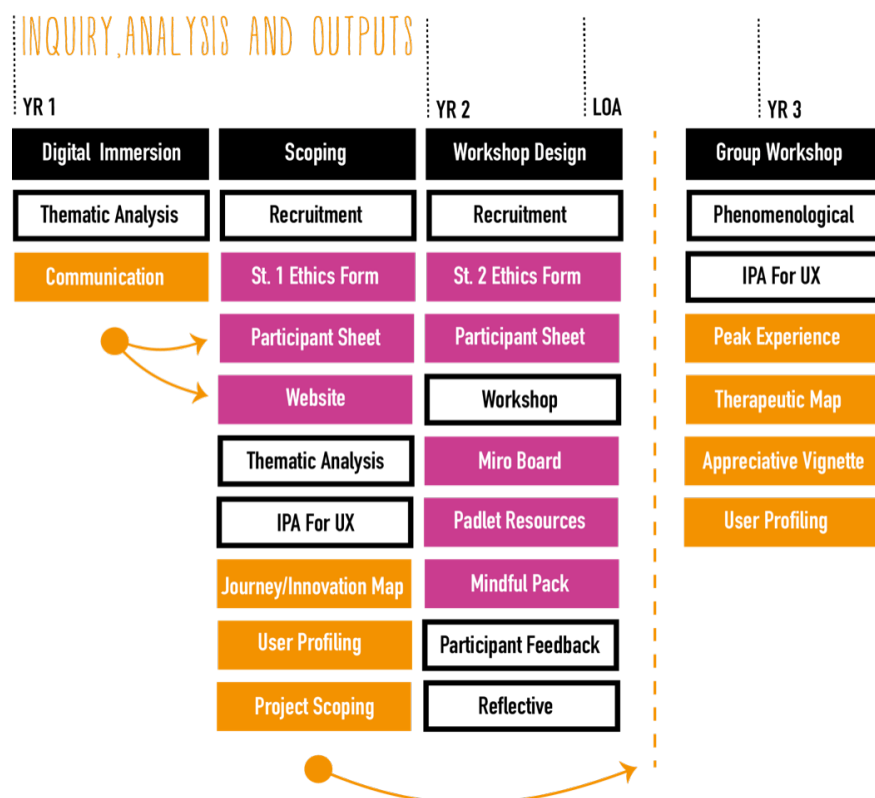 INQUIRY, ANALYSIS AND OUTPUTS
YR 1
YR 2
LOA
YR 3
Digital Immersion
Thematic Analysis
Communication
Scoping
Recruitment
St. 1 Ethics Form
Participant Sheet
Website
Thematic Analysis
IPA For UX
Journey/Innovation Map
User Profiling
Project Scoping
Workshop Design
Recruitment
St. 2 Ethics Form
Participant Sheet
Workshop
Miro Board
Padlet Resources
Mindful Pack
Participant Feedback
Reflective
Group Workshop
Phenomenological
IPA For UX
Peak Experience
Therapeutic Map
Appreciative Vignette
User Profiling